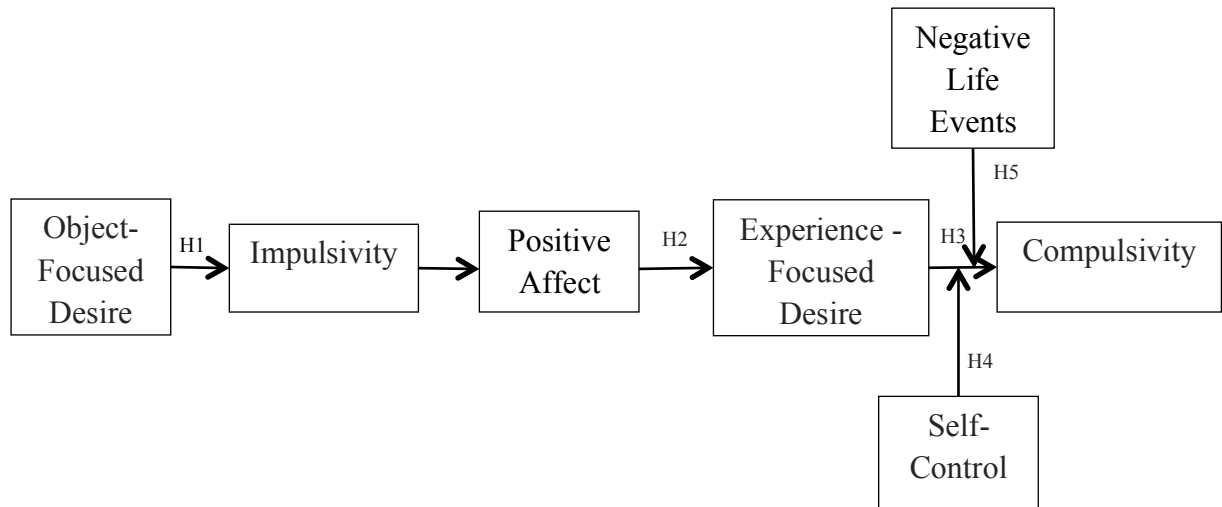 Negative
Life
Events
H5
Object-
Focused
Desire
H1
Impulsivity
Positive
Affect
H2
Experience -
Focused
Desire
H3
Compulsivity
H4
Self-
Control